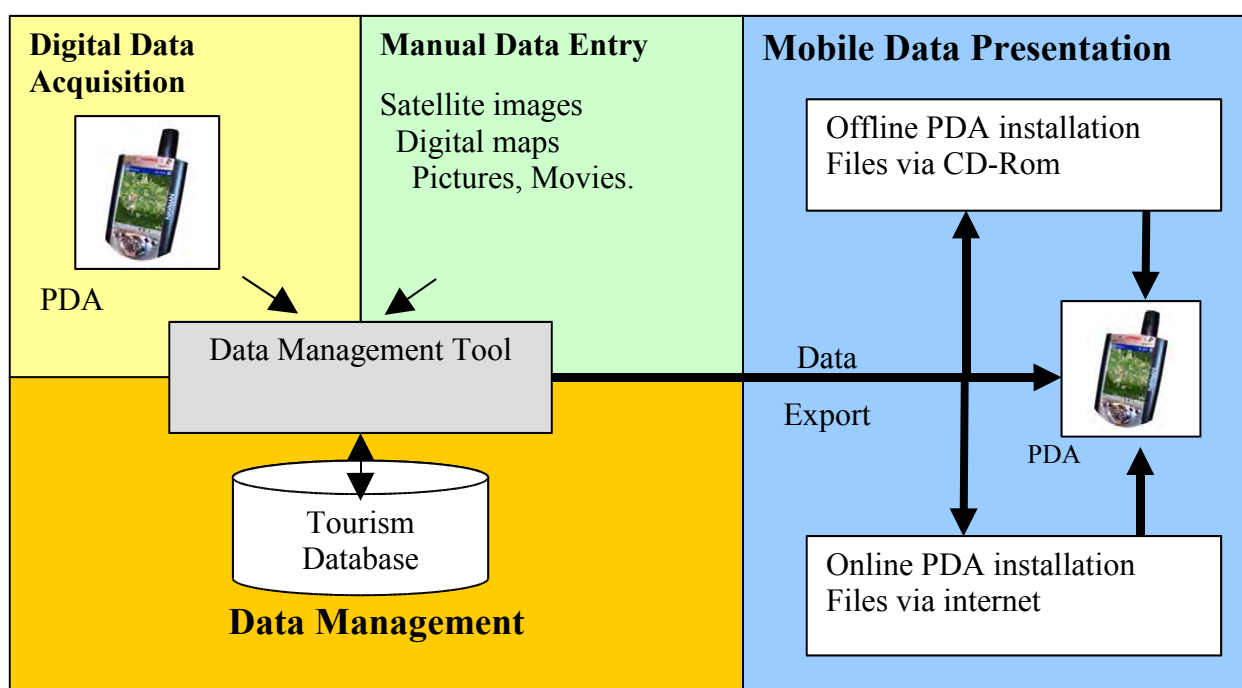 Digital Data
Acquisition
PDA
Manual Data Entry
Satellite images
Digital maps
Pictures, Movies.
Data Management Tool
Tourism
Database
Data Management
Mobile Data Presentation
Offline PDA installation
Files via CD-Rom
Data
Export
PDA
Online PDA installation
Files via internet